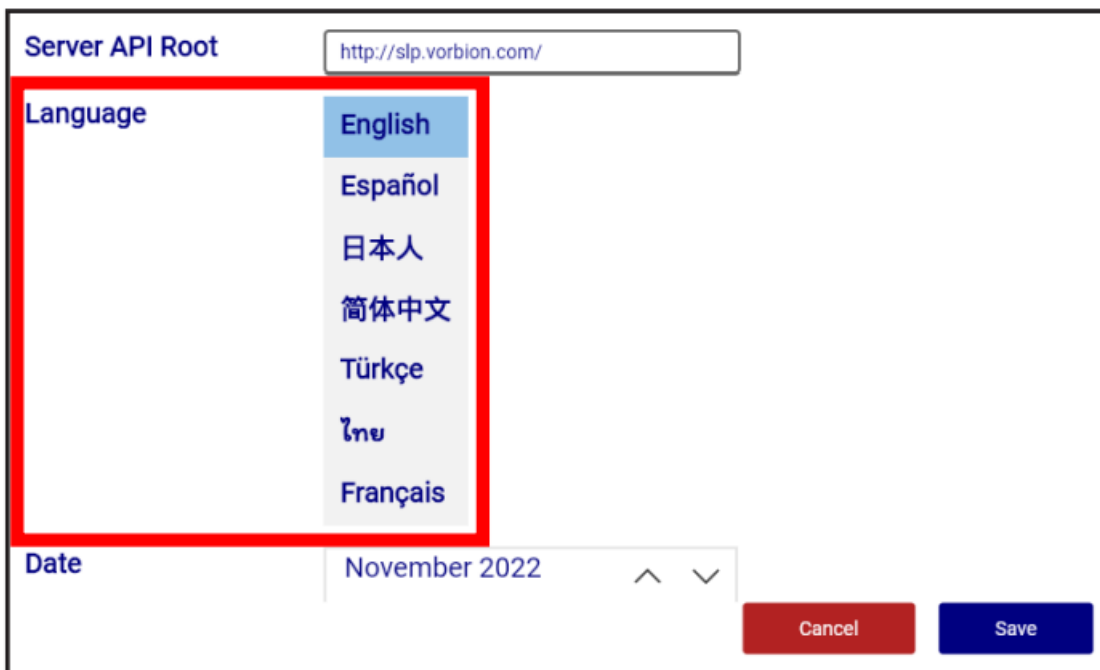 Server API Root
http://slp.vorbion.com/
Language
English
Español
日本人
简体中文
Türkçe
ไทย
Français
Date
November 2022
Cancel
Save